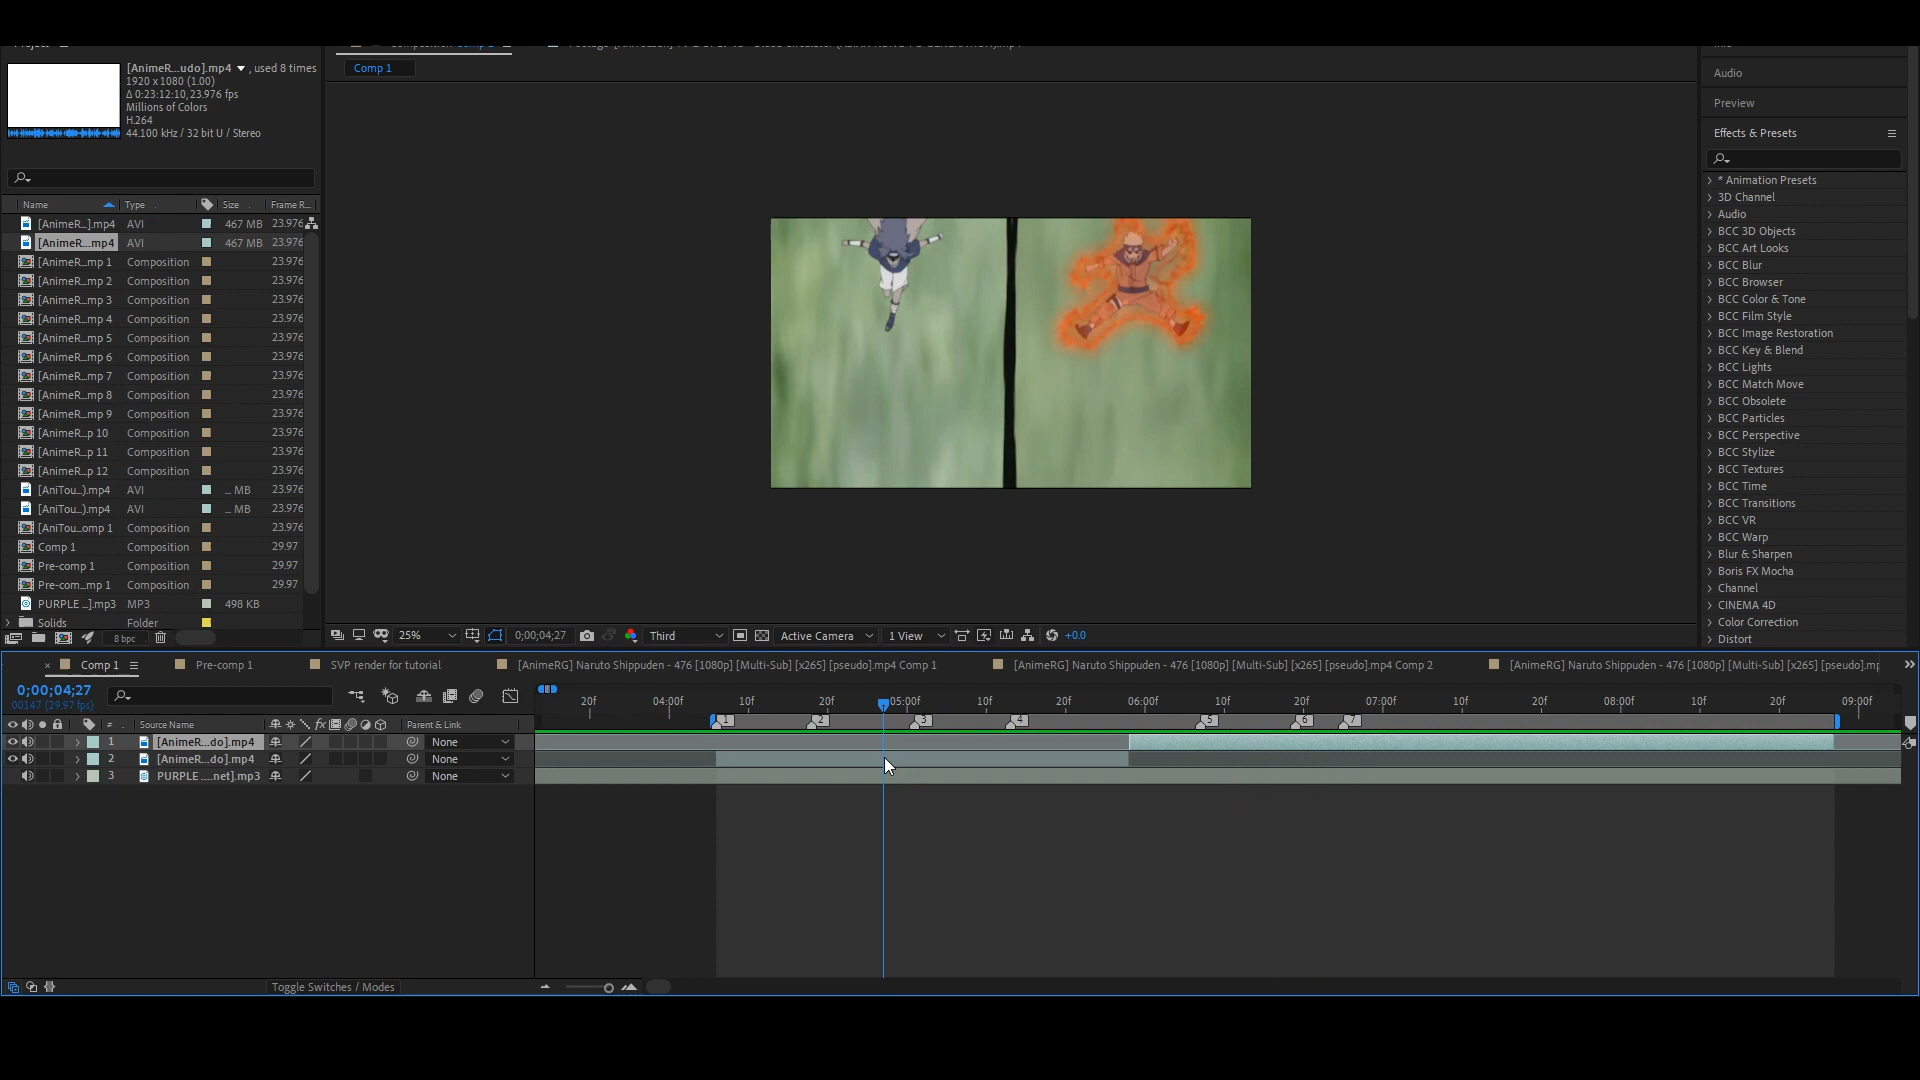 [AnimeR...udo].mp4 , used 8 times
1920 x 1080 (1.00)
Δ 0:23:12:10, 23.976 fps
Millions of Colors
H.264
44.100 kHz / 32 bit U / Stereo
Name Type Size Frame R...
[AnimeR...].mp4 AVI 467 MB 23.976
[AnimeR...mp4 AVI 467 MB 23.976
[AnimeR...mp 1 Composition 23.976
[AnimeR...mp 2 Composition 23.976
[AnimeR...mp 3 Composition 23.976
[AnimeR...mp 4 Composition 23.976
[AnimeR...mp 5 Composition 23.976
[AnimeR...mp 6 Composition 23.976
[AnimeR...mp 7 Composition 23.976
[AnimeR...mp 8 Composition 23.976
[AnimeR...mp 9 Composition 23.976
[AnimeR...p 10 Composition 23.976
[AnimeR...p 11 Composition 23.976
[AnimeR...p 12 Composition 23.976
[AniTou...).mp4 AVI ... MB 23.976
[AniTou...).mp4 AVI ... MB 23.976
[AniTou...omp 1 Composition 23.976
Comp 1 Composition 29.97
Pre-comp 1 Composition 29.97
Pre-com...mp 1 Composition 29.97
PURPLE ...].mp3 MP3 498 KB
Solids Folder
8 bpc
Comp 1
25% 0;00;04;27 Third Active Camera 1 View +0.0
Audio
Preview
Effects & Presets
* Animation Presets
3D Channel
Audio
BCC 3D Objects
BCC Art Looks
BCC Blur
BCC Browser
BCC Color & Tone
BCC Film Style
BCC Image Restoration
BCC Key & Blend
BCC Lights
BCC Match Move
BCC Obsolete
BCC Particles
BCC Perspective
BCC Stylize
BCC Textures
BCC Time
BCC Transitions
BCC VR
BCC Warp
Blur & Sharpen
Boris FX Mocha
Channel
CINEMA 4D
Color Correction
Distort
× Comp 1 Pre-comp 1 SVP render for tutorial [AnimeRG] Naruto Shippuden - 476 [1080p] [Multi-Sub] [x265] [pseudo].mp4 Comp 1 [AnimeRG] Naruto Shippuden - 476 [1080p] [Multi-Sub] [x265] [pseudo].mp4 Comp 2 [AnimeRG] Naruto Shippuden - 476 [1080p] [Multi-Sub] [x265] [pseudo].mp
0;00;04;27
00147 (29.97 fps)
20f 04:00f 10f 20f 05:00f 10f 20f 06:00f 10f 20f 07:00f 10f 20f 08:00f 10f 20f 09:00f
1 2 3 4 5 6 7
# Source Name fx Parent & Link
1 [AnimeR...do].mp4 None
2 [AnimeR...do].mp4 None
3 PURPLE ....net].mp3 None
Toggle Switches / Modes